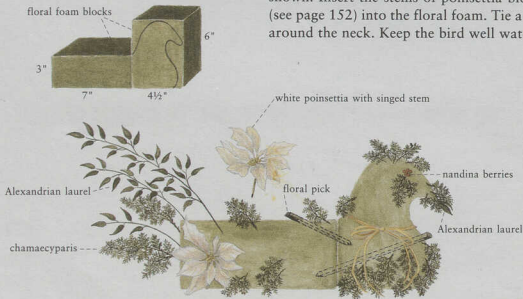 shown. Insert the stems of poinsettia
(see page 152) into the floral foam. Tie a
around the neck. Keep the bird well wat
floral foam blocks
6"
3"
7"
4½"
white poinsettia with singed stem
nandina berries
floral pick
Alexandrian laurel
Alexandrian laurel
chamaecyparis